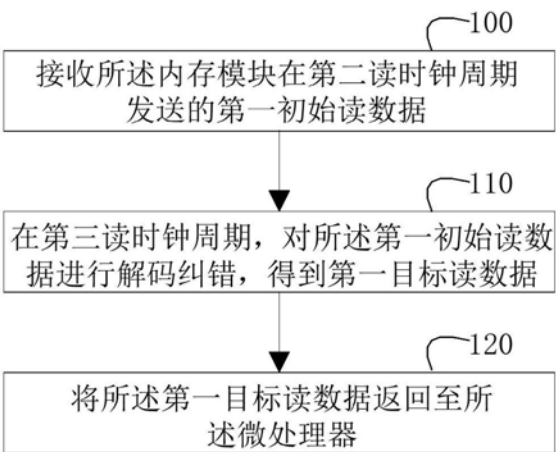 100
接收所述内存模块在第二读时钟周期
发送的第一初始读数据
110
在第三读时钟周期，对所述第一初始读数
据进行解码纠错，得到第一目标读数据
120
将所述第一目标读数据返回至所
述微处理器